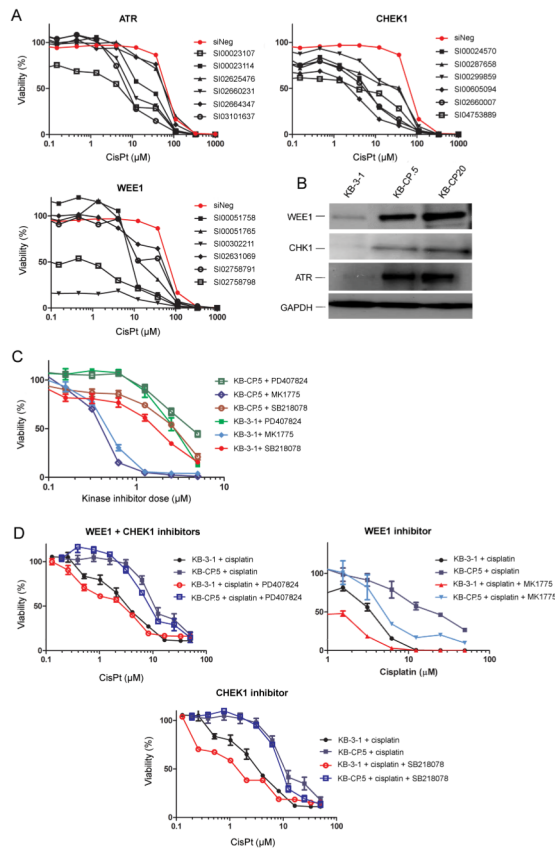 A
ATR
Viability (%)
100
50
0
0.1
1
10
100
1000
CisPt (μM)
siNeg
SI00023107
SI00023114
SI02625476
SI02660231
SI02664347
SI03101637
CHEK1
Viability (%)
100
50
0
0.1
1
10
100
1000
CisPt (μM)
siNeg
SI00024570
SI00287658
SI00299859
SI00605094
SI02660007
SI04753889
WEE1
Viability (%)
100
50
0
0.1
1
10
100
1000
CisPt (μM)
siNeg
SI00051758
SI00051765
SI00302211
SI02631069
SI02758791
SI02758798
B
KB-3-1
KB-CP.5
KB-CP20
WEE1
CHK1
ATR
GAPDH
C
Viability (%)
100
50
0
0.1
1
10
Kinase inhibitor dose (μM)
KB-CP.5 + PD407824
KB-CP.5 + MK1775
KB-CP.5 + SB218078
KB-3-1+ PD407824
KB-3-1+ MK1775
KB-3-1+ SB218078
D
WEE1 + CHEK1 inhibitors
Viability (%)
100
50
0
0.1
1
10
100
CisPt (μM)
KB-3-1 + cisplatin
KB-CP.5 + cisplatin
KB-3-1 + cisplatin + PD407824
KB-CP.5 + cisplatin + PD407824
WEE1 inhibitor
Viability (%)
100
50
0
1
10
100
Cisplatin (μM)
KB-3-1 + cisplatin
KB-CP.5 + cisplatin
KB-3-1 + cisplatin + MK1775
KB-CP.5 + cisplatin + MK1775
CHEK1 inhibitor
Viability (%)
100
50
0
0.1
1
10
100
CisPt (μM)
KB-3-1 + cisplatin
KB-CP.5 + cisplatin
KB-3-1 + cisplatin + SB218078
KB-CP.5 + cisplatin + SB218078